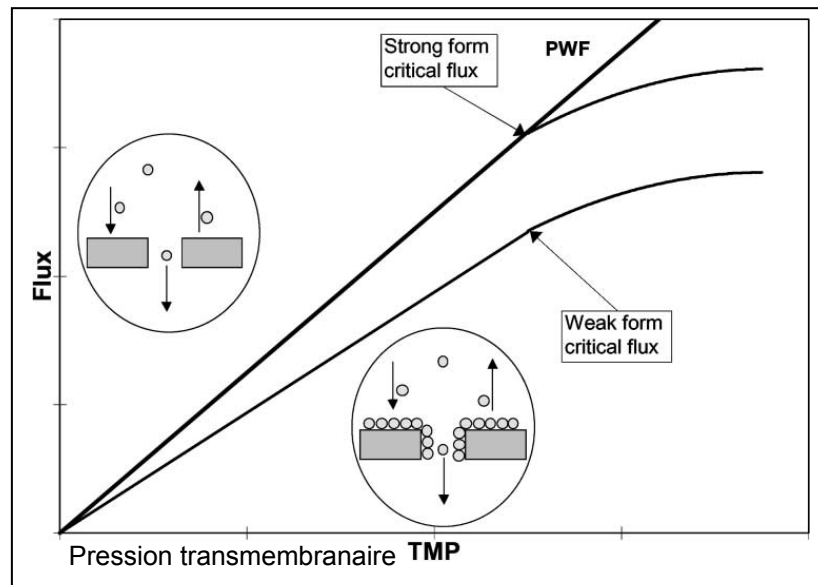 Strong form
critical flux
PWF
Flux
Weak form
critical flux
Pression transmembranaire TMP